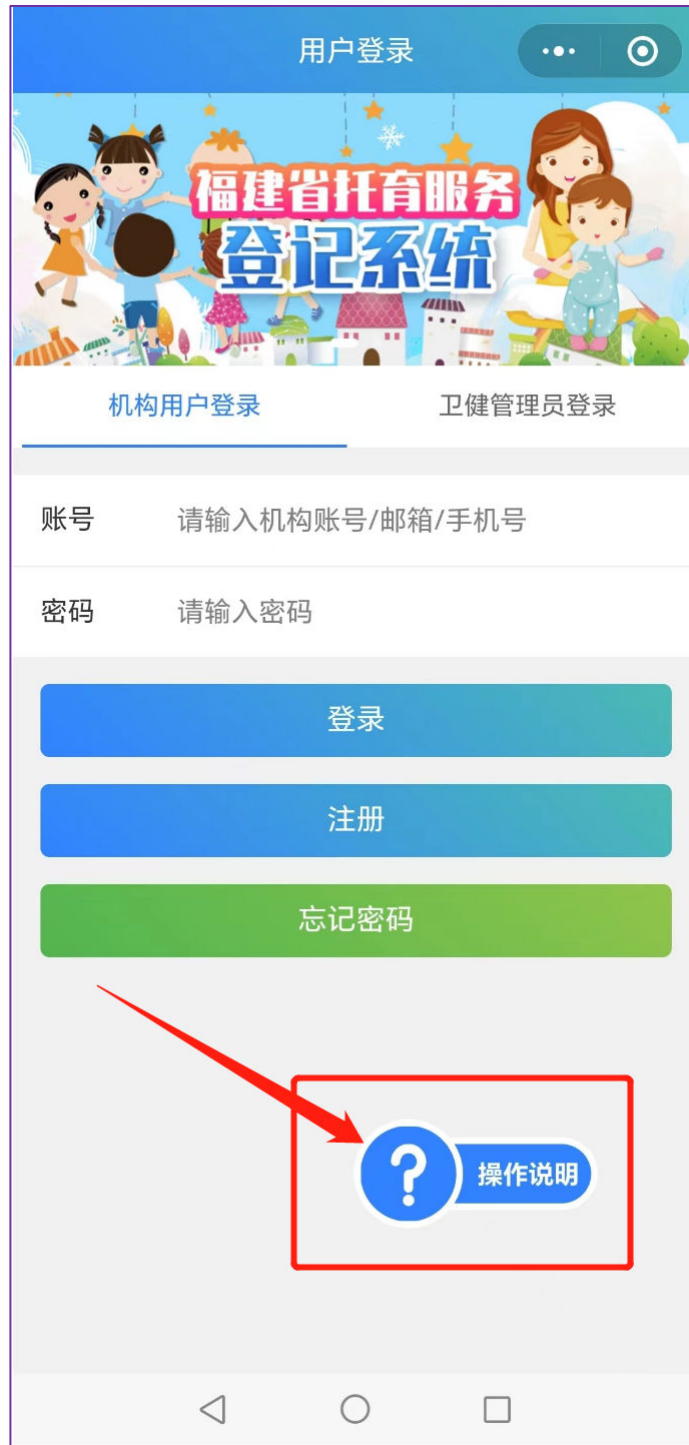 用户登录
福建省托育服务
登记系统
机构用户登录 卫健管理员登录
账号 请输入机构账号/邮箱/手机号
密码 请输入密码
登录
注册
忘记密码
? 操作说明